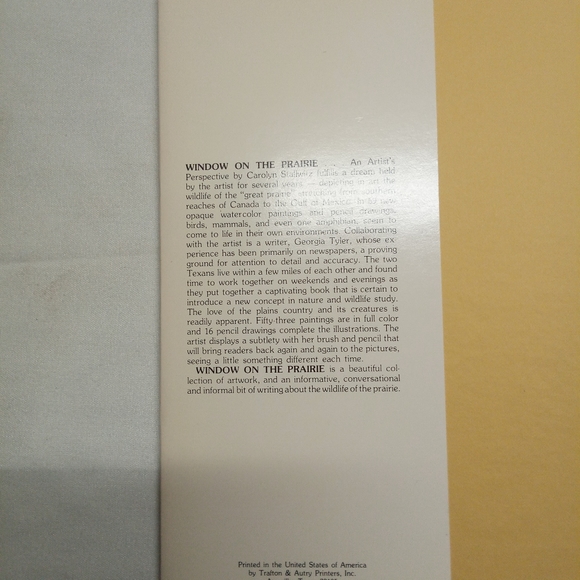 WINDOW ON THE PRAIRIE . . . An Artist's
Perspective by Carolyn Stallwitz fulfills a dream held
by the artist for several years — depicting in art the
wildlife of the "great prairie" stretching from southern
reaches of Canada to the Gulf of Mexico. In 53 new
opaque watercolor paintings and pencil drawings,
birds, mammals, and even one amphibian, seem to
come to life in their own environments. Collaborating
with the artist is a writer, Georgia Tyler, whose ex-
perience has been primarily on newspapers, a proving
ground for attention to detail and accuracy. The two
Texans live within a few miles of each other and found
time to work together on weekends and evenings as
they put together a captivating book that is certain to
introduce a new concept in nature and wildlife study.
The love of the plains country and its creatures is
readily apparent. Fifty-three paintings are in full color
and 16 pencil drawings complete the illustrations. The
artist displays a subtlety with her brush and pencil that
will bring readers back again and again to the pictures,
seeing a little something different each time.
WINDOW ON THE PRAIRIE is a beautiful col-
lection of artwork, and an informative, conversational
and informal bit of writing about the wildlife of the prairie.
Printed in the United States of America
by Trafton & Autry Printers, Inc.